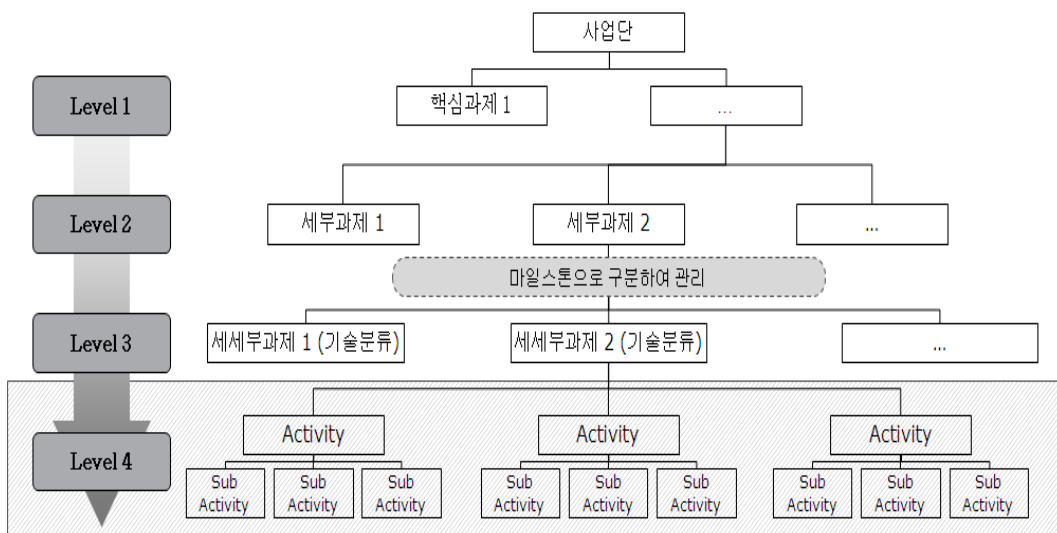 사업단
Level 1
핵심과제 1
...
Level 2
세부과제 1
세부과제 2
...
마일스톤으로 구분하여 관리
Level 3
세세부과제 1 (기술분류)
세세부과제 2 (기술분류)
...
Level 4
Activity
Activity
Activity
Sub
Activity
Sub
Activity
Sub
Activity
Sub
Activity
Sub
Activity
Sub
Activity
Sub
Activity
Sub
Activity
Sub
Activity